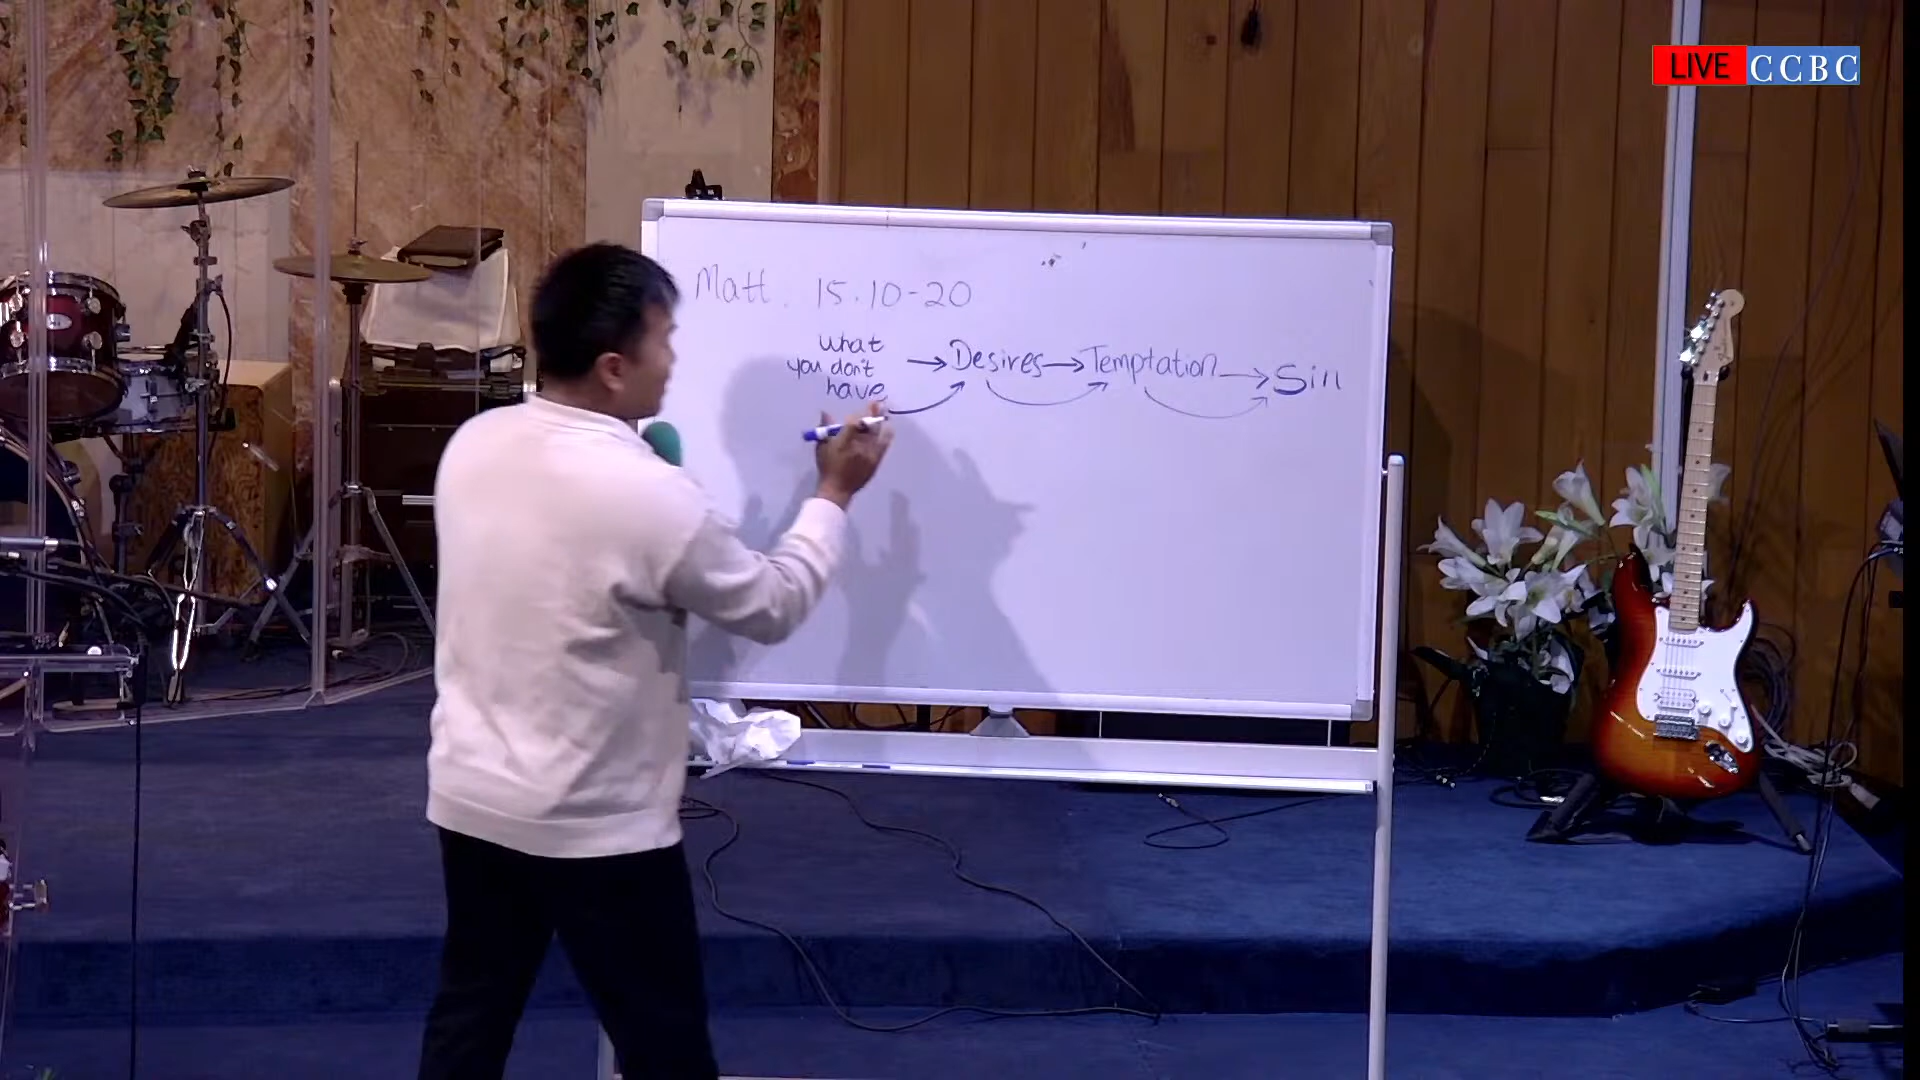 LIVE CCBC
Matt. 15.10-20
what
you don't
have
→ Desires → Temptation → Sin